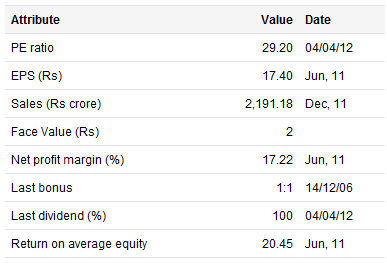 Attribute Value Date
PE ratio 29.20 04/04/12
EPS (Rs) 17.40 Jun, 11
Sales (Rs crore) 2,191.18 Dec, 11
Face Value (Rs) 2
Net profit margin (%) 17.22 Jun, 11
Last bonus 1:1 14/12/06
Last dividend (%) 100 04/04/12
Return on average equity 20.45 Jun, 11